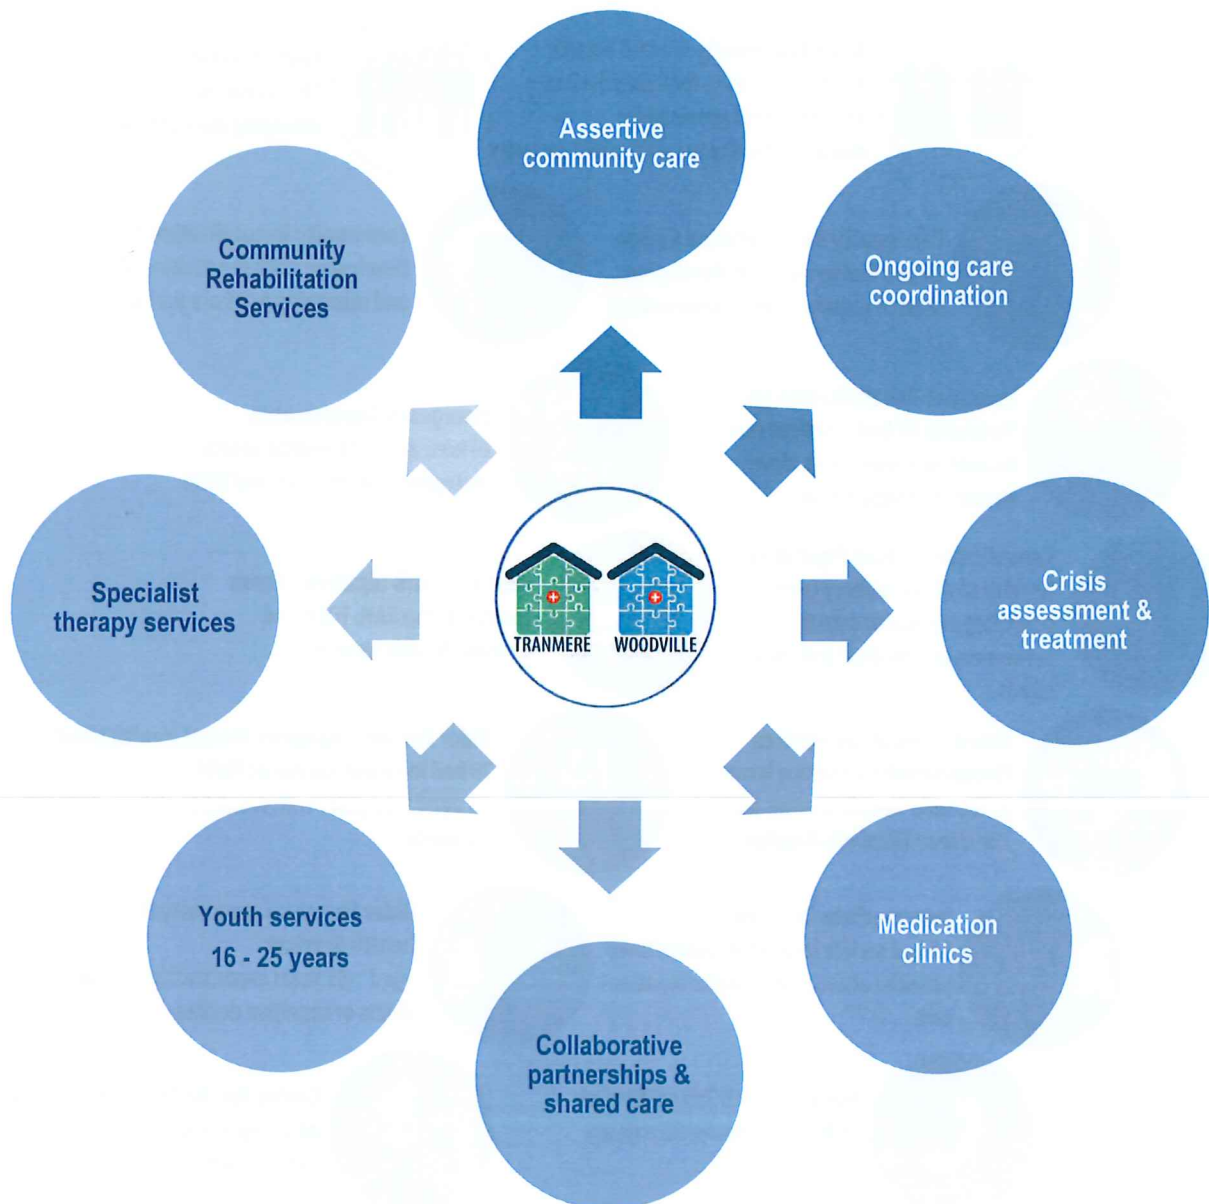 Assertive
community care
Ongoing care
coordination
Crisis
assessment &
treatment
Medication
clinics
Collaborative
partnerships &
shared care
Youth services
16 - 25 years
Specialist
therapy services
Community
Rehabilitation
Services
TRANMERE
WOODVILLE